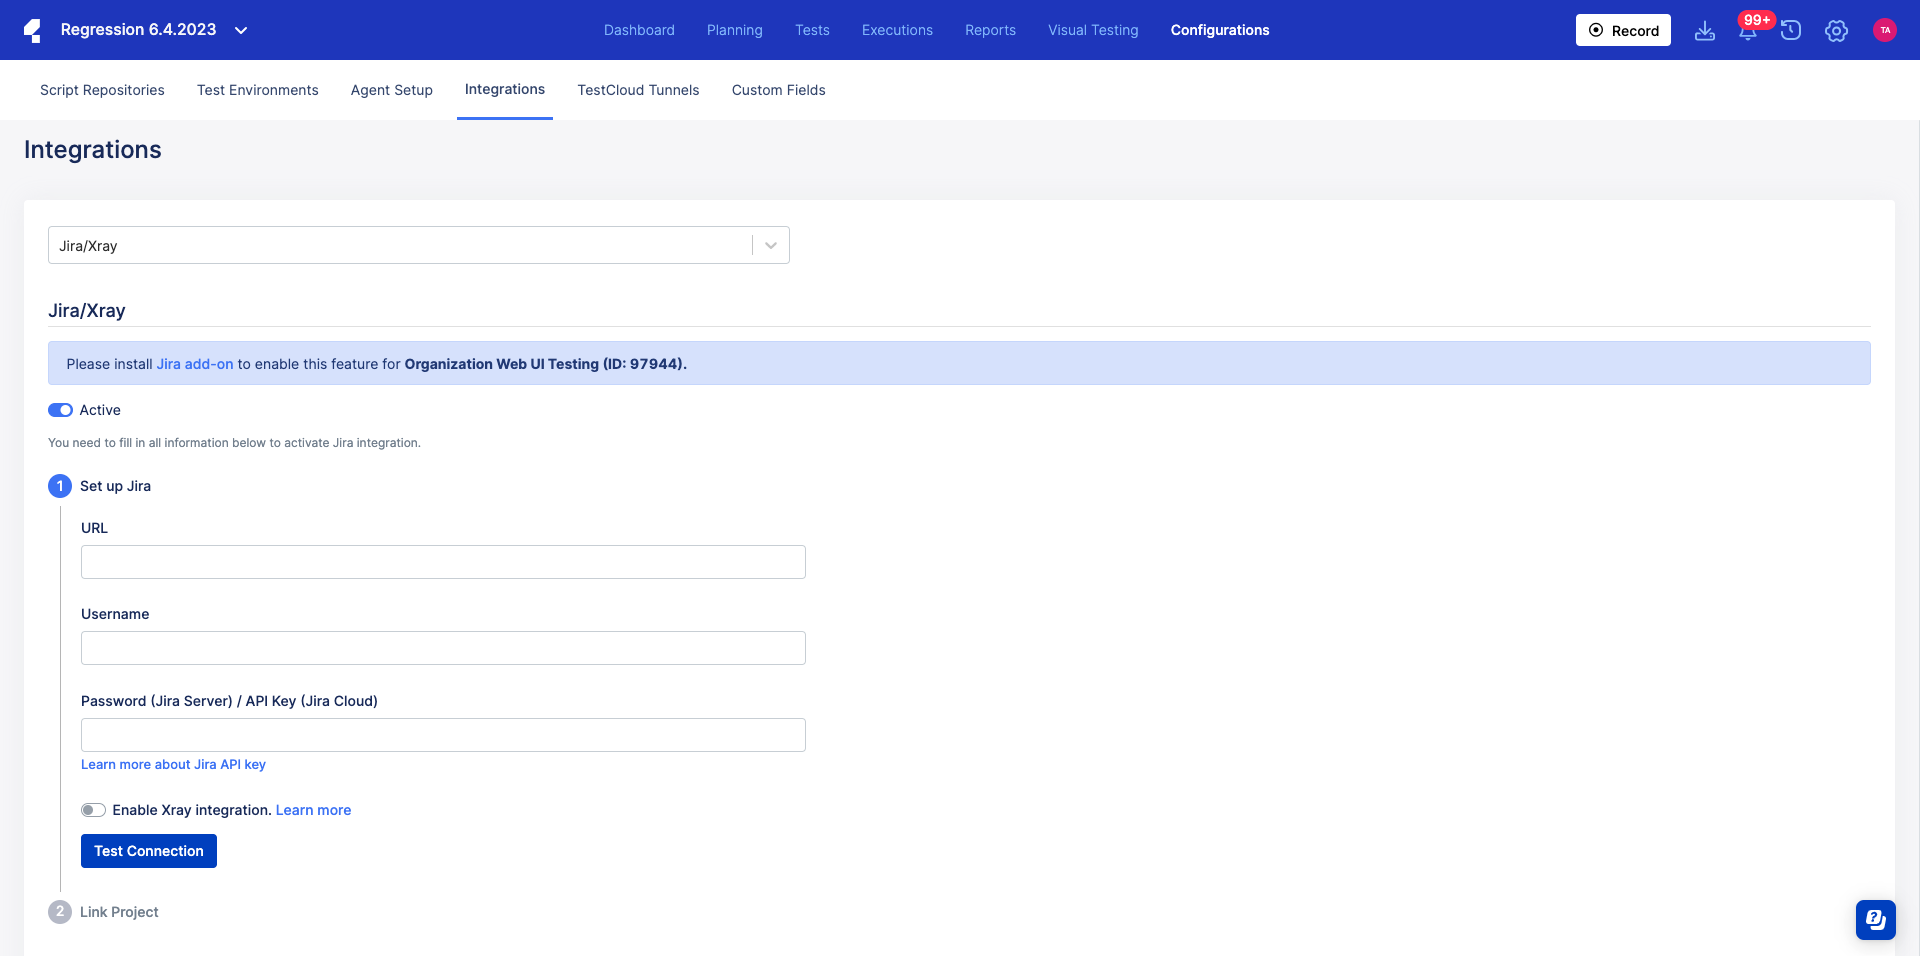 Regression 6.4.2023
Dashboard Planning Tests Executions Reports Visual Testing Configurations
Record
99+
TA
Script Repositories Test Environments Agent Setup Integrations TestCloud Tunnels Custom Fields
Integrations
Jira/Xray
Jira/Xray
Please install Jira add-on to enable this feature for Organization Web UI Testing (ID: 97944).
Active
You need to fill in all information below to activate Jira integration.
1 Set up Jira
URL
Username
Password (Jira Server) / API Key (Jira Cloud)
Learn more about Jira API key
Enable Xray integration. Learn more
Test Connection
2 Link Project
?